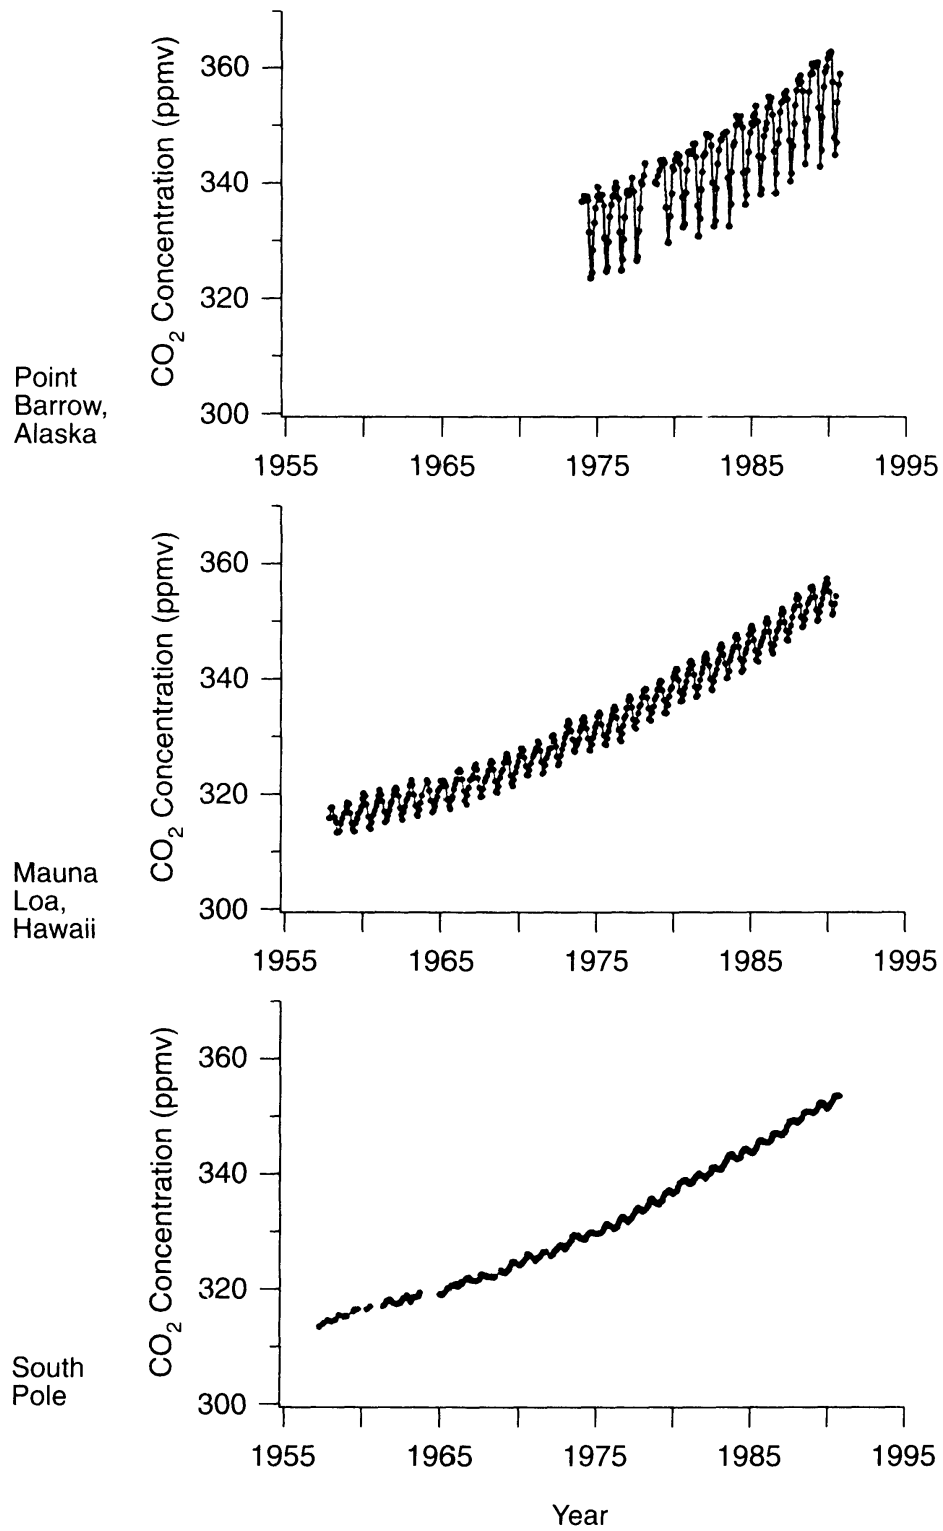 CO2 Concentration (ppmv)
360
340
320
300
Point
Barrow,
Alaska
1955 1965 1975 1985 1995
CO2 Concentration (ppmv)
360
340
320
300
Mauna
Loa,
Hawaii
1955 1965 1975 1985 1995
CO2 Concentration (ppmv)
360
340
320
300
South
Pole
1955 1965 1975 1985 1995
Year